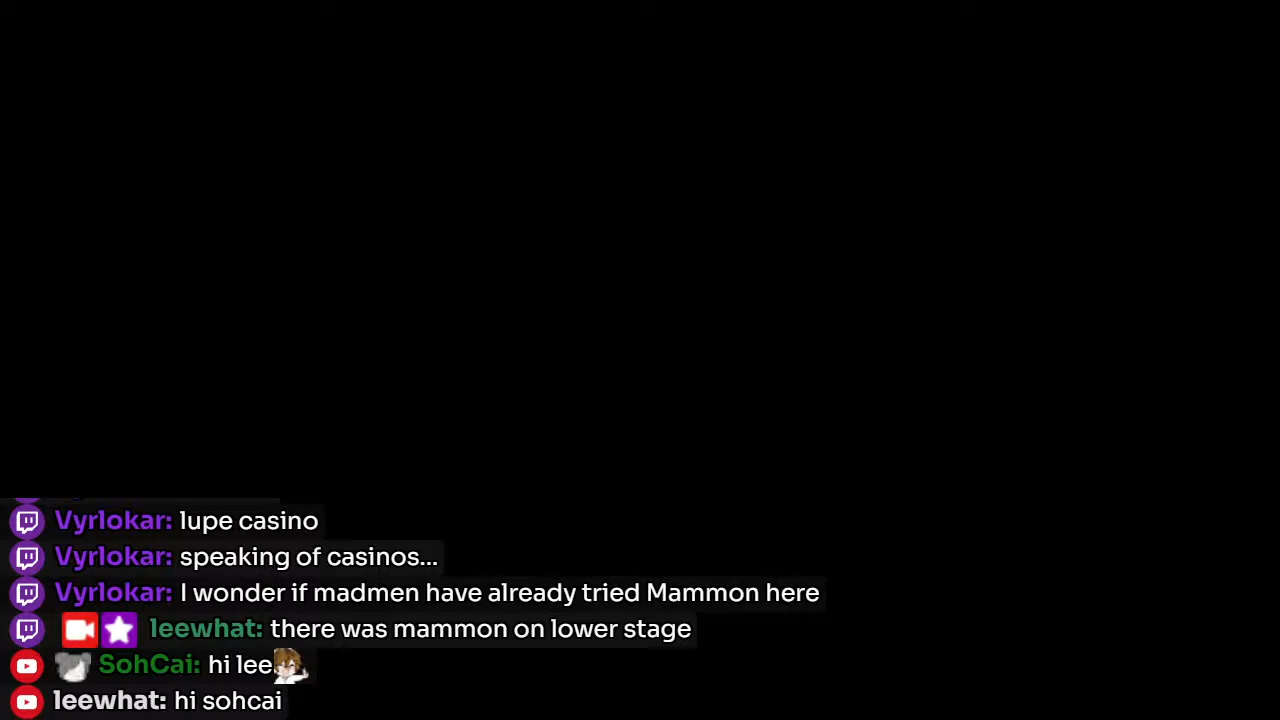 Vyrlokar: lupe casino
Vyrlokar: speaking of casinos...
Vyrlokar: I wonder if madmen have already tried Mammon here
leewhat: there was mammon on lower stage
SohCai: hi lee
leewhat: hi sohcai